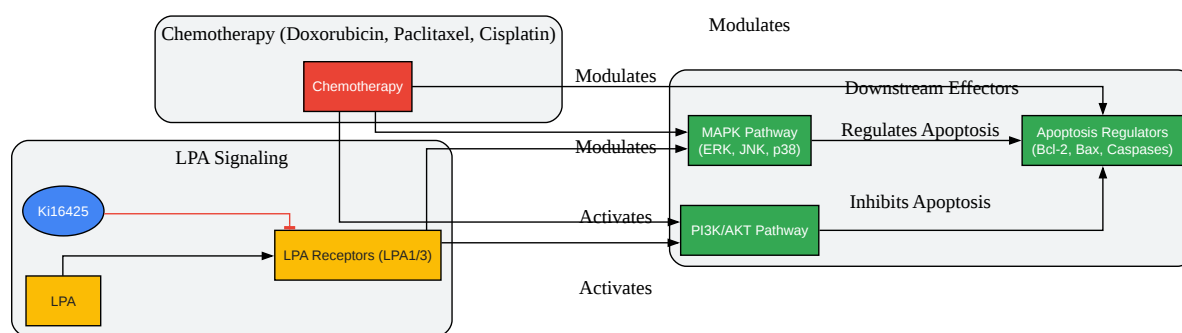 Modulates
Chemotherapy (Doxorubicin, Paclitaxel, Cisplatin)
Chemotherapy
Modulates
Downstream Effectors
MAPK Pathway
(ERK, JNK, p38)
Regulates Apoptosis
Apoptosis Regulators
(Bcl-2, Bax, Caspases)
Modulates
LPA Signaling
Ki16425
Activates
Inhibits Apoptosis
PI3K/AKT Pathway
LPA Receptors (LPA1/3)
Activates
LPA